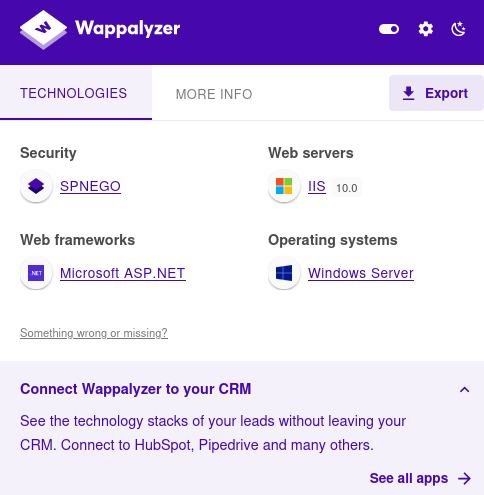 Wappalyzer
TECHNOLOGIES
MORE INFO
Export
Security
SPNEGO
Web servers
IIS 10.0
Web frameworks
.NET Microsoft ASP.NET
Operating systems
Windows Server
Something wrong or missing?
Connect Wappalyzer to your CRM
See the technology stacks of your leads without leaving your
CRM. Connect to HubSpot, Pipedrive and many others.
See all apps